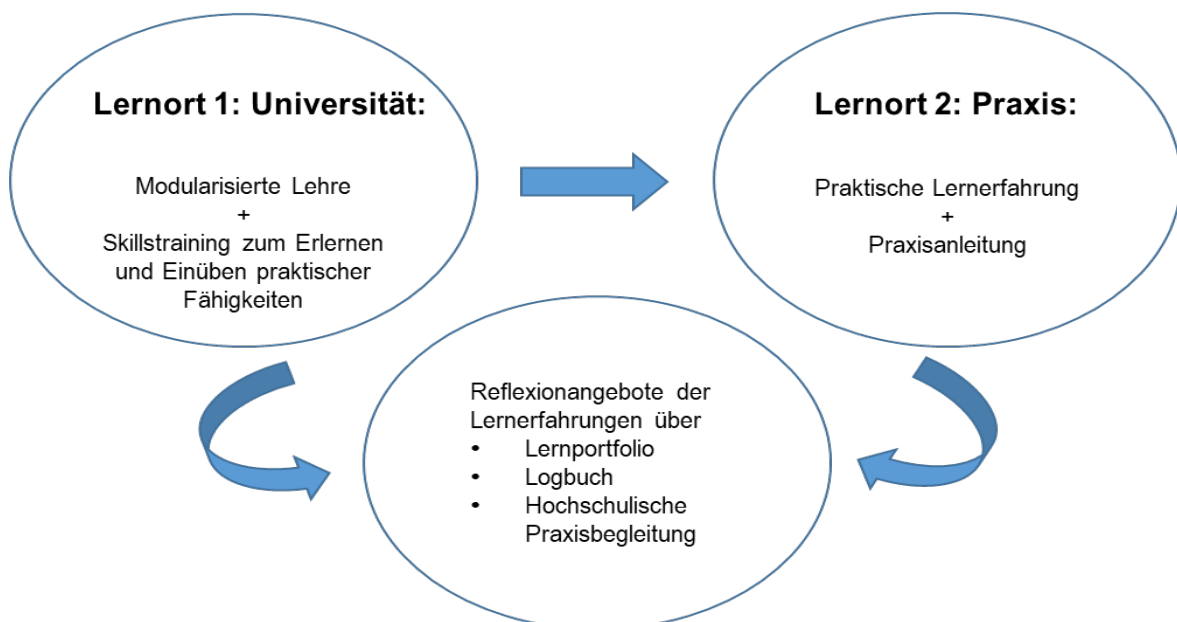 Lernort 1: Universität:
Modularisierte Lehre
+
Skillstraining zum Erlernen
und Einüben praktischer
Fähigkeiten
Lernort 2: Praxis:
Praktische Lernerfahrung
+
Praxisanleitung
Reflexionangebote der
Lernerfahrungen über
• Lernportfolio
• Logbuch
• Hochschulische
Praxisbegleitung